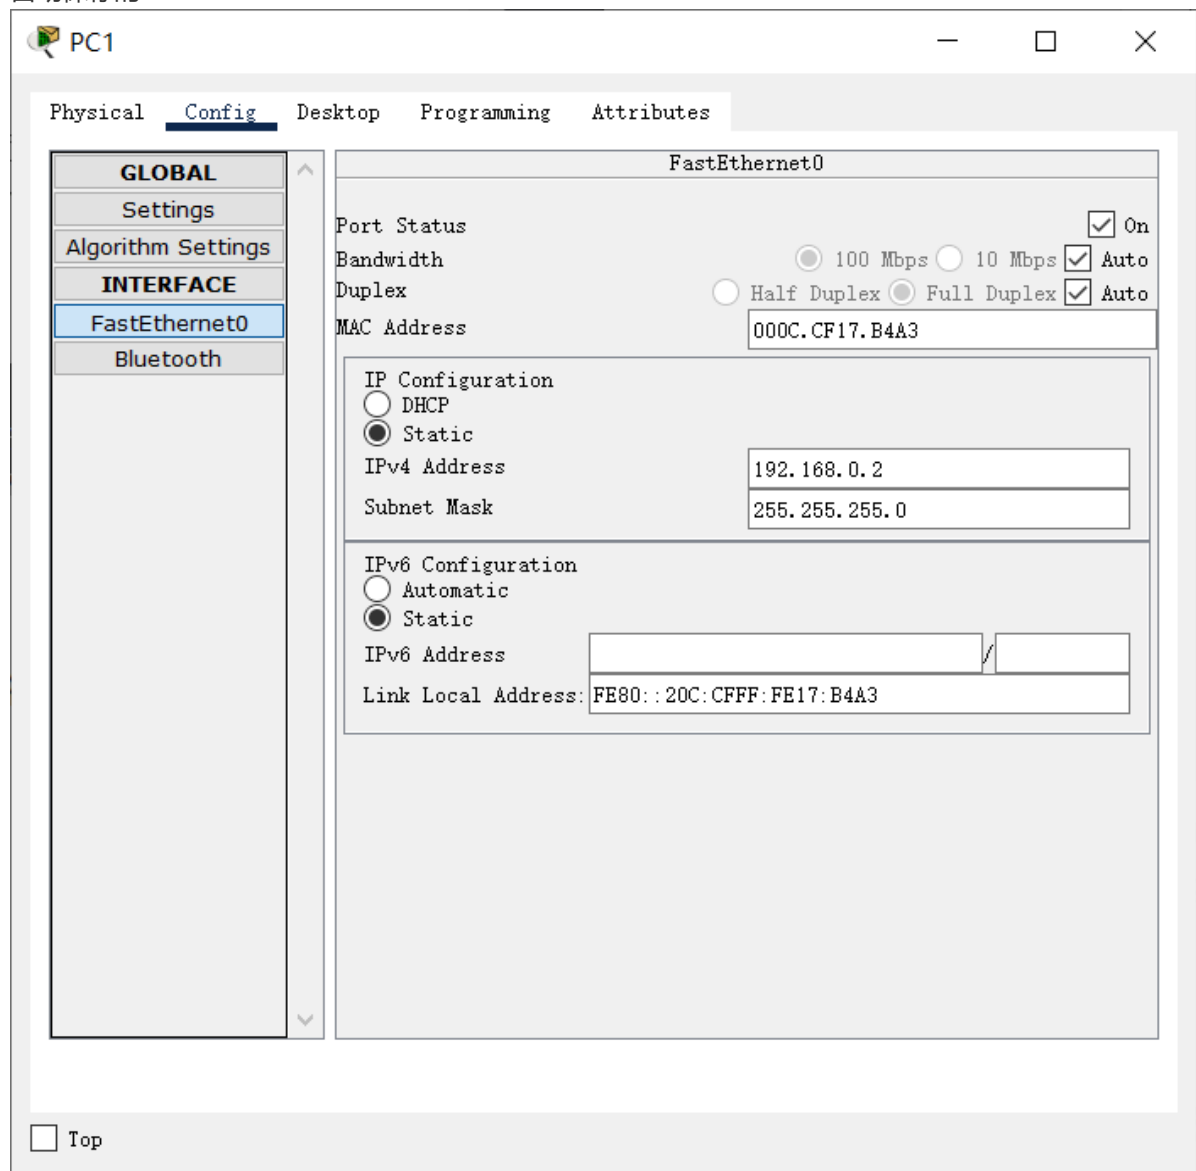 PC1
Physical Config Desktop Programming Attributes
GLOBAL
Settings
Algorithm Settings
INTERFACE
FastEthernet0
Bluetooth
FastEthernet0
Port Status On
Bandwidth 100 Mbps 10 Mbps Auto
Duplex Half Duplex Full Duplex Auto
MAC Address 000C.CF17.B4A3
IP Configuration
DHCP
Static
IPv4 Address 192.168.0.2
Subnet Mask 255.255.255.0
IPv6 Configuration
Automatic
Static
IPv6 Address /
Link Local Address: FE80::20C:CFFF:FE17:B4A3
Top